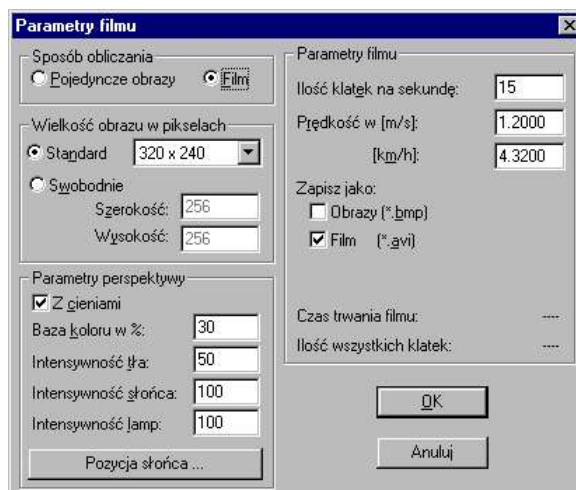 Parametry filmu
Sposób obliczania
Pojedyncze obrazy Film
Wielkość obrazu w pikselach
Standard 320 x 240
Swobodnie
Szerokość: 256
Wysokość: 256
Parametry perspektywy
Z cieniami
Baza koloru w %: 30
Intensywność tła: 50
Intensywność słońca: 100
Intensywność lamp: 100
Pozycja słońca ...
Parametry filmu
Ilość klatek na sekundę: 15
Prędkość w [m/s]: 1.2000
[km/h]: 4.3200
Zapisz jako:
Obrazy (*.bmp)
Film (*.avi)
Czas trwania filmu: ----
Ilość wszystkich klatek: ----
OK
Anuluj